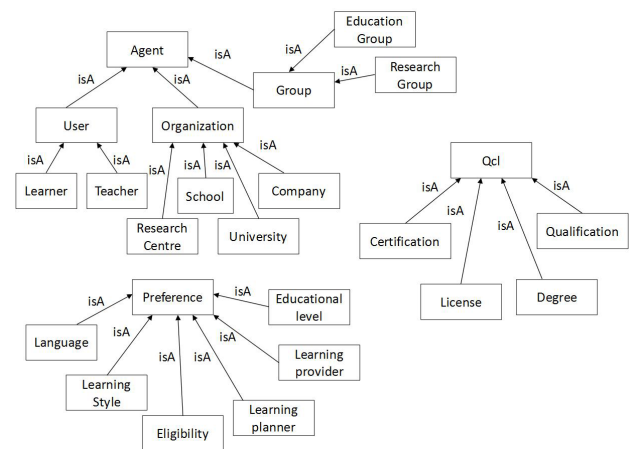 Education
Group
isA
Agent
isA
isA
Research
Group
Group
isA
isA
User
Organization
isA
isA
isA
isA
isA
isA
Learner
Teacher
School
Company
Research
Centre
University
Qcl
isA
isA
isA
isA
Certification
Qualification
License
Degree
Preference
isA
Educational
level
isA
Language
isA
isA
isA
isA
Learning
provider
Learning
Style
Learning
planner
Eligibility